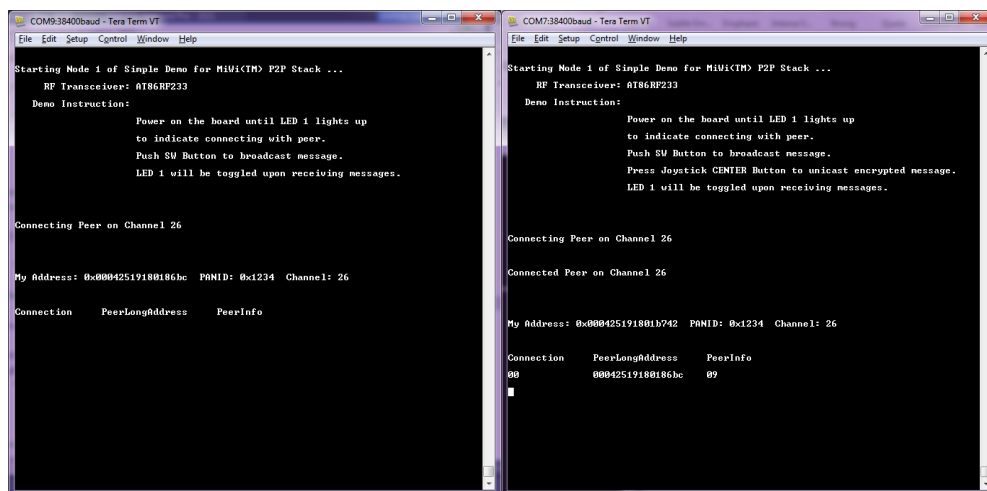 COM9:38400baud - Tera Term VT
File Edit Setup Control Window Help
Starting Node 1 of Simple Demo for MiWi(TM) P2P Stack ...
RF Transceiver: AT86RF233
Demo Instruction:
Power on the board until LED 1 lights up
to indicate connecting with peer.
Push SW Button to broadcast message.
LED 1 will be toggled upon receiving messages.
Connecting Peer on Channel 26
My Address: 0x00042519180186bc PANID: 0x1234 Channel: 26
Connection PeerLongAddress PeerInfo
COM7:38400baud - Tera Term VT
File Edit Setup Control Window Help
Starting Node 1 of Simple Demo for MiWi(TM) P2P Stack ...
RF Transceiver: AT86RF233
Demo Instruction:
Power on the board until LED 1 lights up
to indicate connecting with peer.
Push SW Button to broadcast message.
Press Joystick CENTER Button to unicast encrypted message.
LED 1 will be toggled upon receiving messages.
Connecting Peer on Channel 26
Connected Peer on Channel 26
My Address: 0x000425191801b742 PANID: 0x1234 Channel: 26
Connection PeerLongAddress PeerInfo
00 00042519180186bc 09